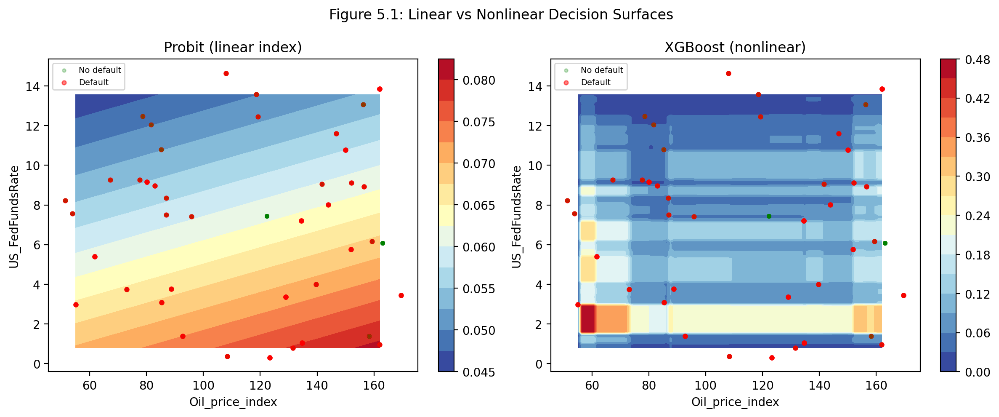 Figure 5.1: Linear vs Nonlinear Decision Surfaces
Probit (linear index)
No default
Default
US_FedFundsRate
14
12
10
8
6
4
2
0
60 80 100 120 140 160
Oil_price_index
0.080
0.075
0.070
0.065
0.060
0.055
0.050
0.045
XGBoost (nonlinear)
No default
Default
US_FedFundsRate
14
12
10
8
6
4
2
0
60 80 100 120 140 160
Oil_price_index
0.48
0.42
0.36
0.30
0.24
0.18
0.12
0.06
0.00